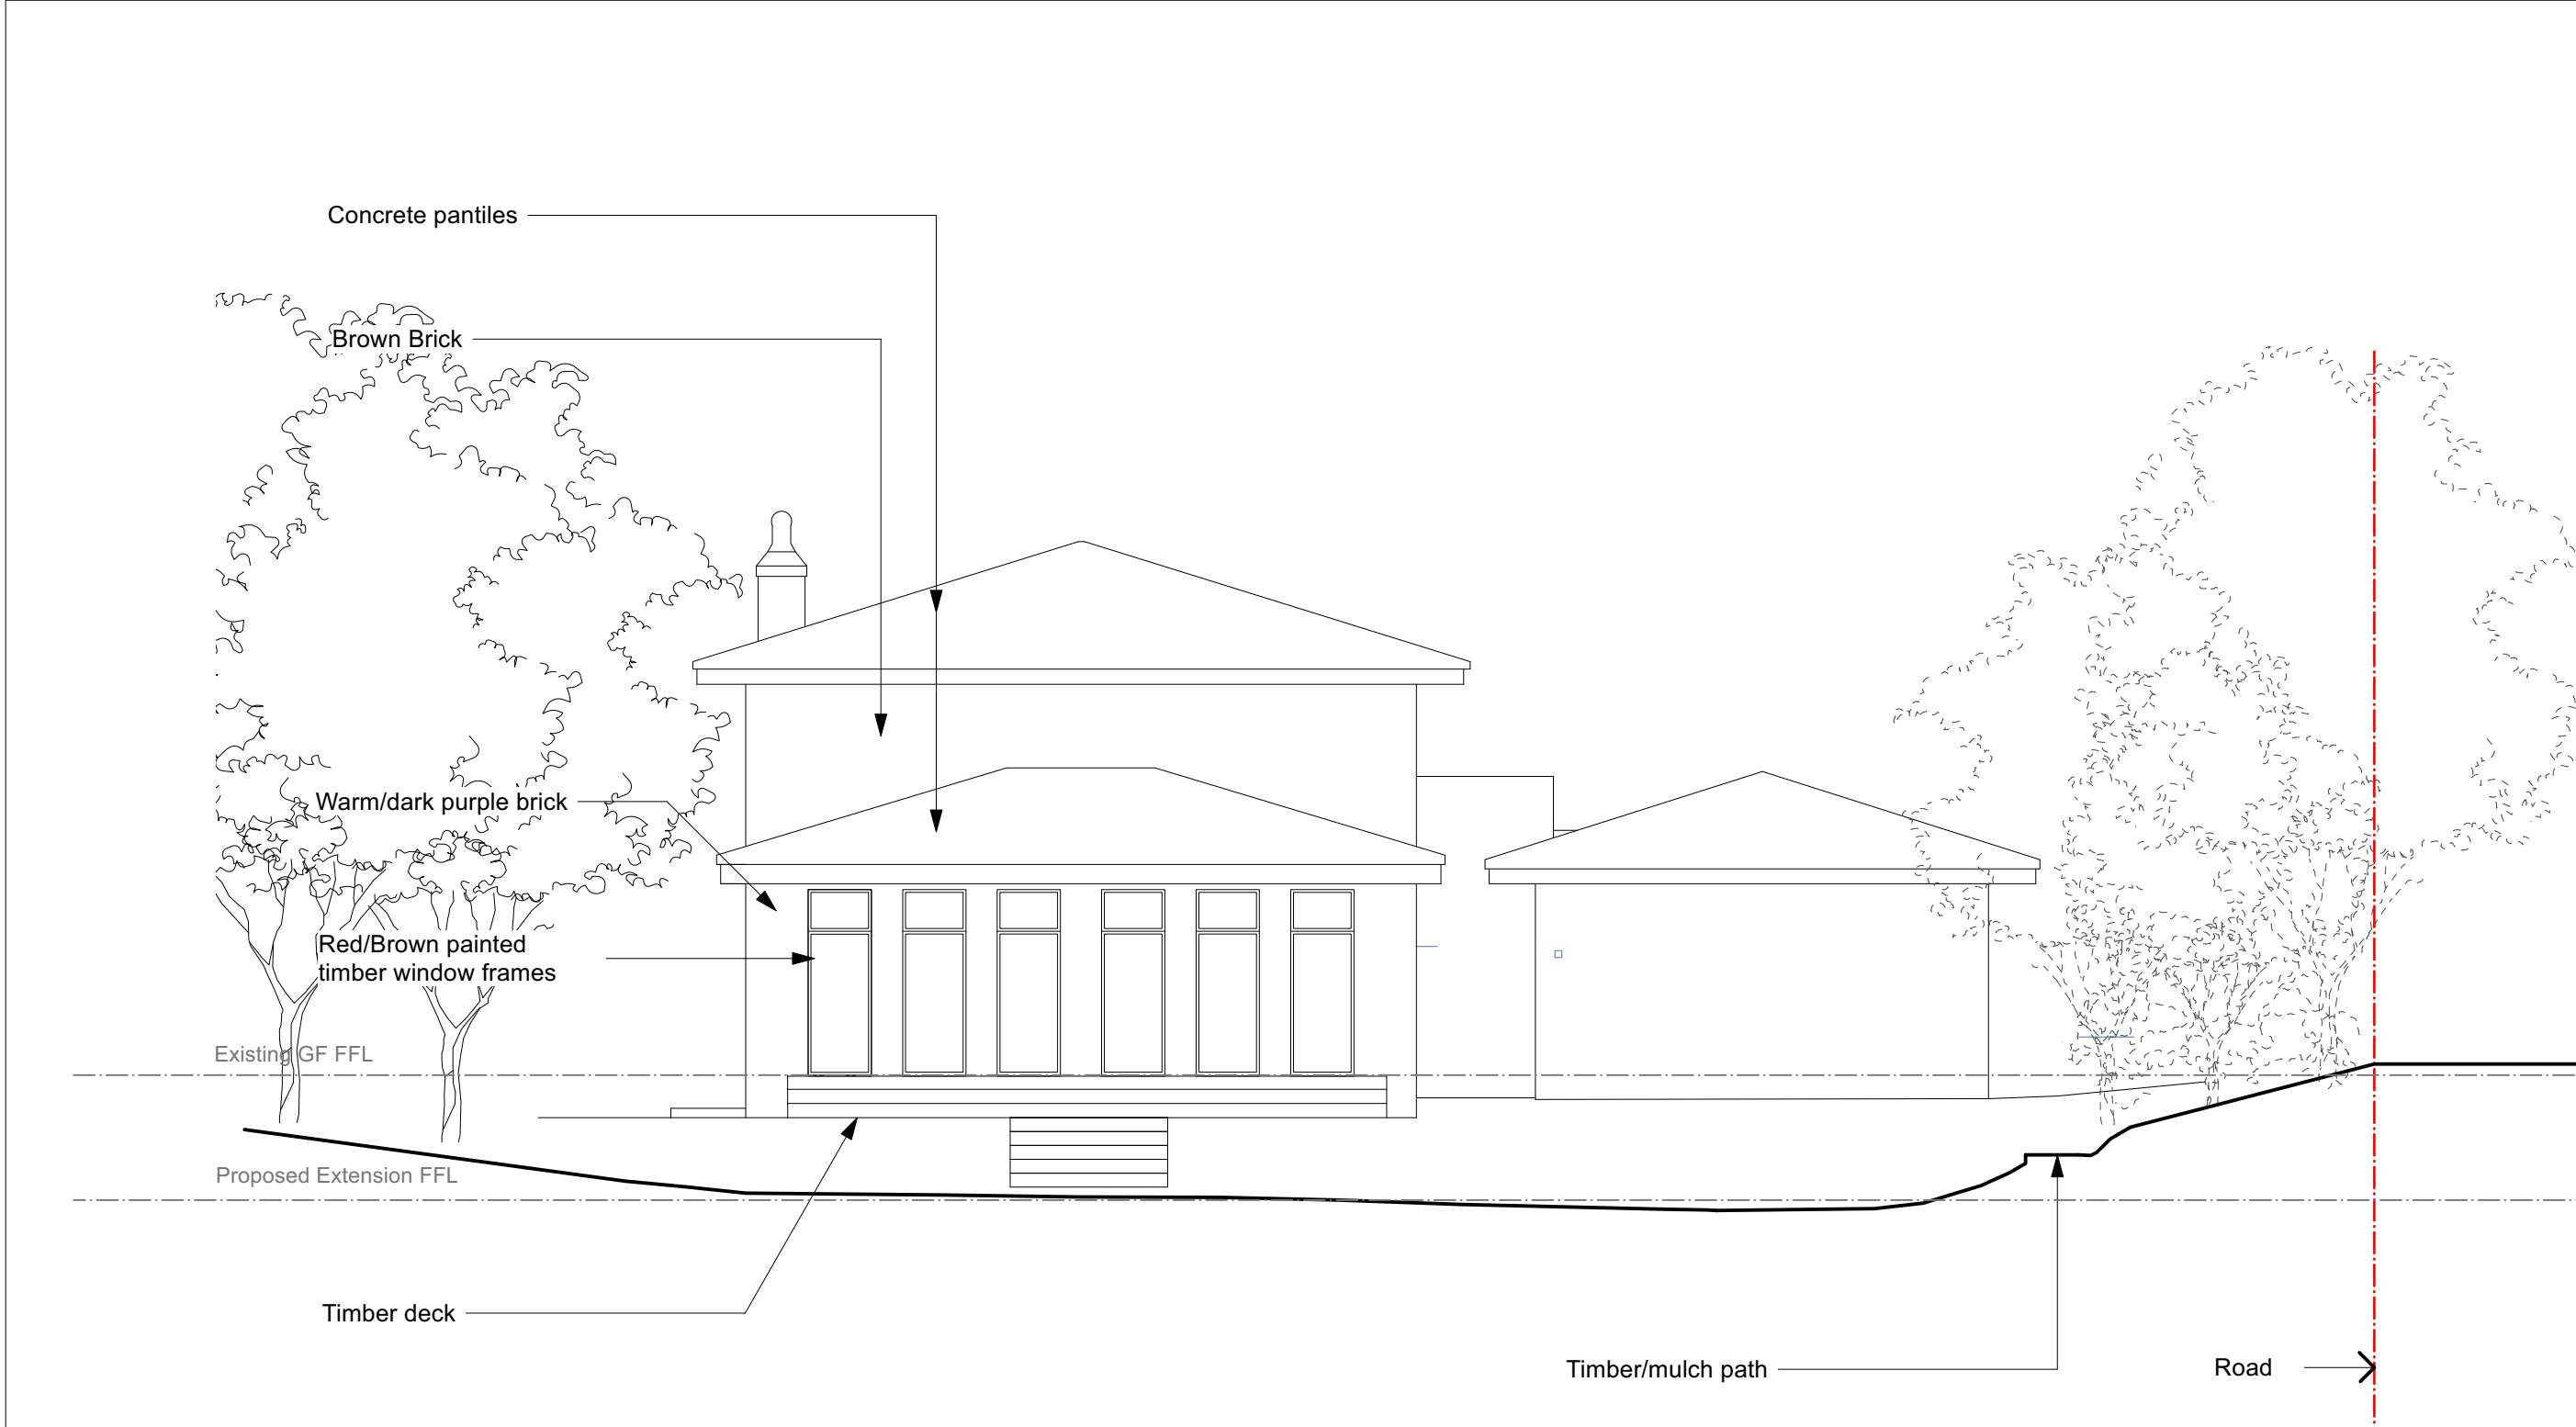 Concrete pantiles
Brown Brick
Warm/dark purple brick
Red/Brown painted
timber window frames
Existing GF FFL
Proposed Extension FFL
Timber deck
Timber/mulch path
Road